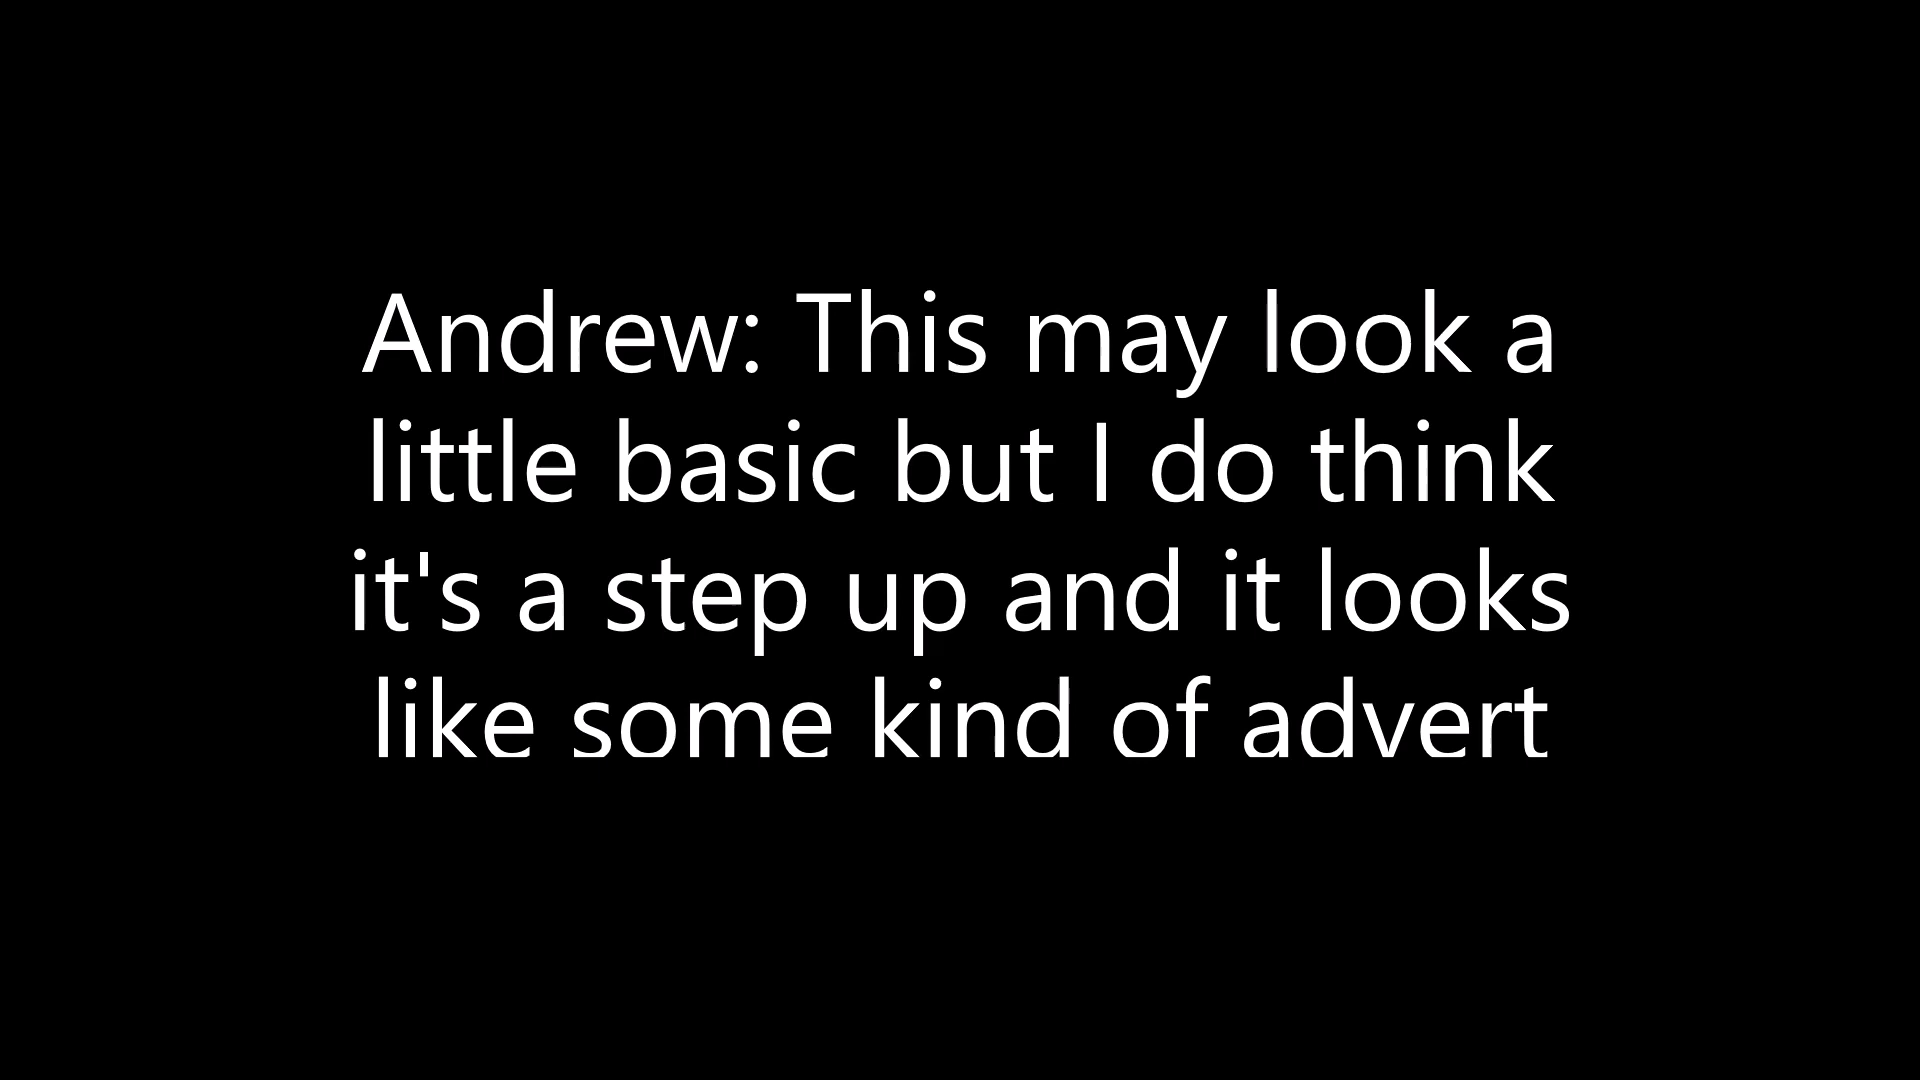 Andrew: This may look a
little basic but I do think
it's a step up and it looks
like some kind of advert